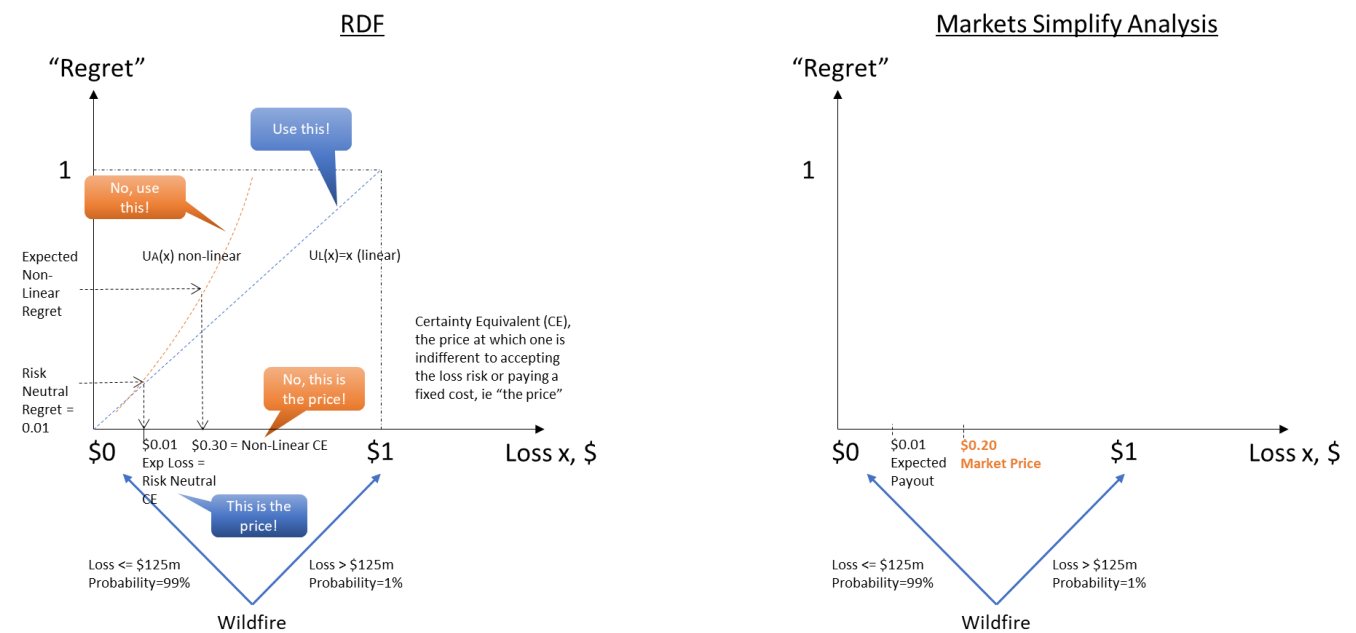 RDF
“Regret”
Use this!
1
No, use
this!
Expected
Non-
Linear
Regret
UA(x) non-linear
UL(x)=x (linear)
Certainty Equivalent (CE),
the price at which one is
indifferent to accepting
the loss risk or paying a
fixed cost, ie “the price”
Risk
Neutral
Regret =
0.01
No, this is
the price!
$0
$0.01
Exp Loss =
Risk Neutral
CE
$0.30 = Non-Linear CE
$1
Loss x, $
This is the
price!
Loss <= $125m
Probability=99%
Loss > $125m
Probability=1%
Wildfire
Markets Simplify Analysis
“Regret”
1
$0
$0.01
Expected
Payout
$0.20
Market Price
$1
Loss x, $
Loss <= $125m
Probability=99%
Loss > $125m
Probability=1%
Wildfire